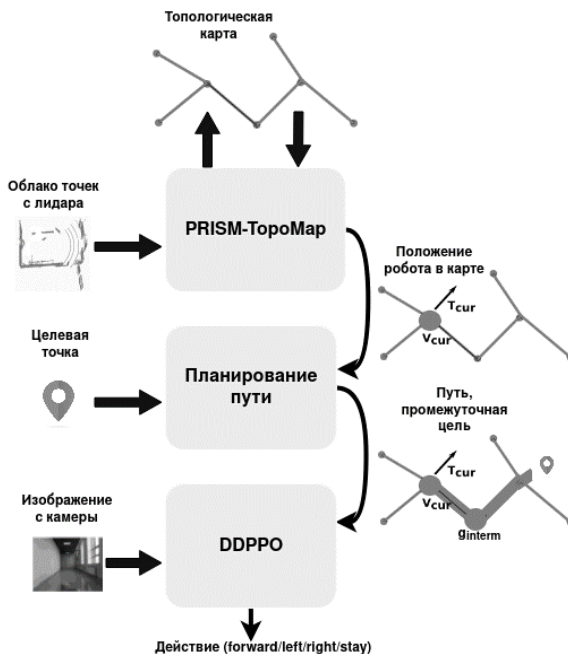 Топологическая
карта
Облако точек
с лидара
PRISM-TopoMap
Положение
робота в карте
Tcur
Vcur
Целевая
точка
Планирование
пути
Путь,
промежуточная
цель
Tcur
Vcur
ginterm
Изображение
с камеры
DDPPO
Действие (forward/left/right/stay)